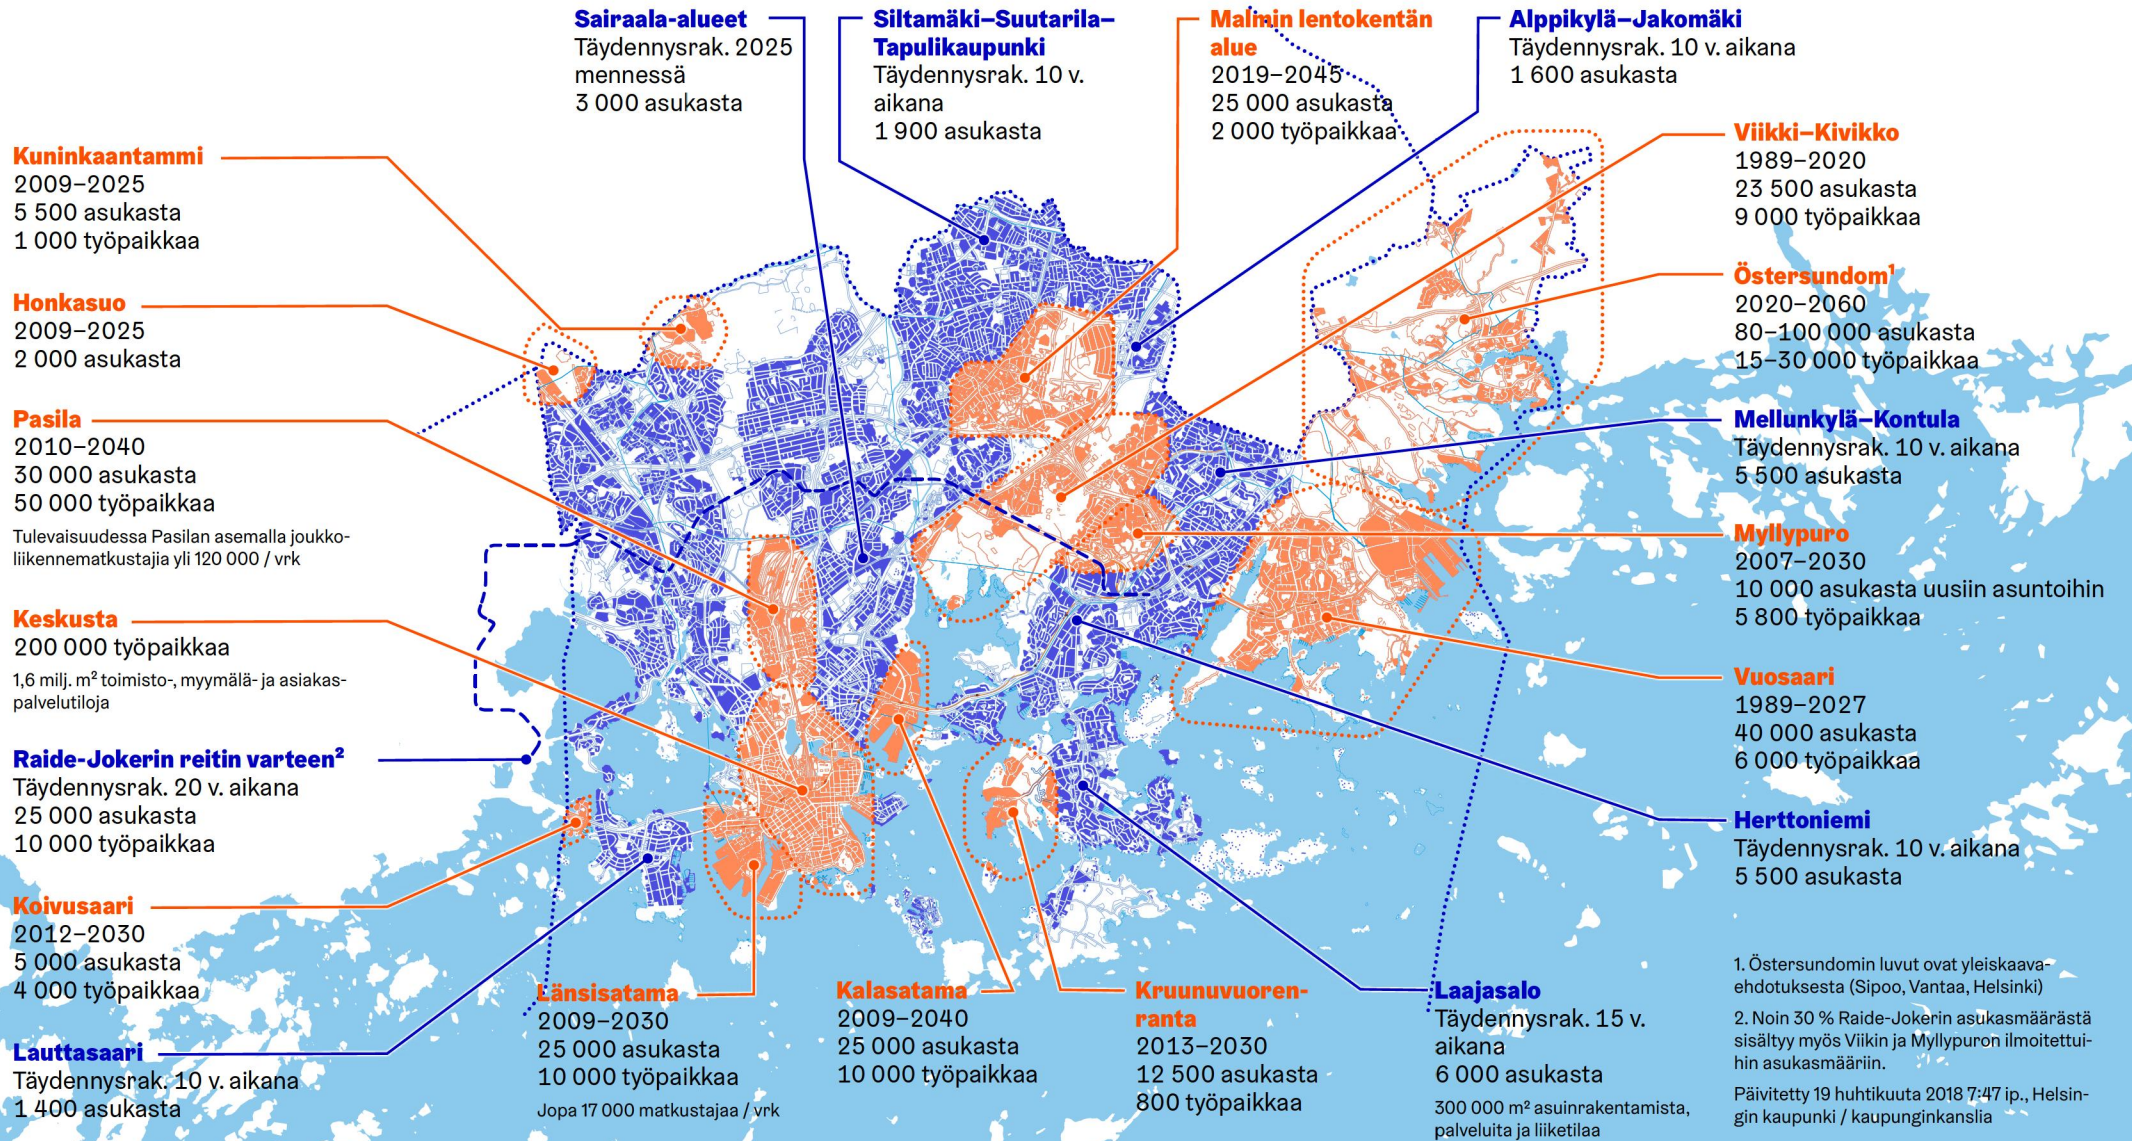 Sairaala-alueet
Täydennysrak. 2025
mennessä
3 000 asukasta
Siltamäki–Suutarila–
Tapulikaupunki
Täydennysrak. 10 v.
aikana
1 900 asukasta
Malmin lentokentän
alue
2019–2045
25 000 asukasta
2 000 työpaikkaa
Alppikylä–Jakomäki
Täydennysrak. 10 v. aikana
1 600 asukasta
Kuninkaantammi
2009–2025
5 500 asukasta
1 000 työpaikkaa
Honkasuo
2009–2025
2 000 asukasta
Pasila
2010–2040
30 000 asukasta
50 000 työpaikkaa
Tulevaisuudessa Pasilan asemalla joukko-
liikennematkustajia yli 120 000 / vrk
Keskusta
200 000 työpaikkaa
1,6 milj. m² toimisto-, myymälä- ja asiakas-
palvelutiloja
Raide-Jokerin reitin varteen²
Täydennysrak. 20 v. aikana
25 000 asukasta
10 000 työpaikkaa
Koivusaari
2012–2030
5 000 asukasta
4 000 työpaikkaa
Lauttasaari
Täydennysrak. 10 v. aikana
1 400 asukasta
Länsisatama
2009–2030
25 000 asukasta
10 000 työpaikkaa
Jopa 17 000 matkustajaa / vrk
Kalasatama
2009–2040
25 000 asukasta
10 000 työpaikkaa
Kruunuvuoren-
ranta
2013–2030
12 500 asukasta
800 työpaikkaa
Laajasalo
Täydennysrak. 15 v.
aikana
6 000 asukasta
300 000 m² asuinrakentamista,
palveluita ja liiketilaa
Viikki–Kivikko
1989–2020
23 500 asukasta
9 000 työpaikkaa
Östersundom¹
2020–2060
80–100 000 asukasta
15–30 000 työpaikkaa
Mellunkylä–Kontula
Täydennysrak. 10 v. aikana
5 500 asukasta
Myllypuro
2007–2030
10 000 asukasta uusiin asuntoihin
5 800 työpaikkaa
Vuosaari
1989–2027
40 000 asukasta
6 000 työpaikkaa
Herttoniemi
Täydennysrak. 10 v. aikana
5 500 asukasta
1. Östersundomin luvut ovat yleiskaava-
ehdotuksesta (Sipoo, Vantaa, Helsinki)
2. Noin 30 % Raide-Jokerin asukasmäärästä
sisältyy myös Viikin ja Myllypuron ilmoitettui-
hin asukasmääriin.
Päivitetty 19 huhtikuuta 2018 7:47 ip., Helsin-
gin kaupunki / kaupunginkanslia